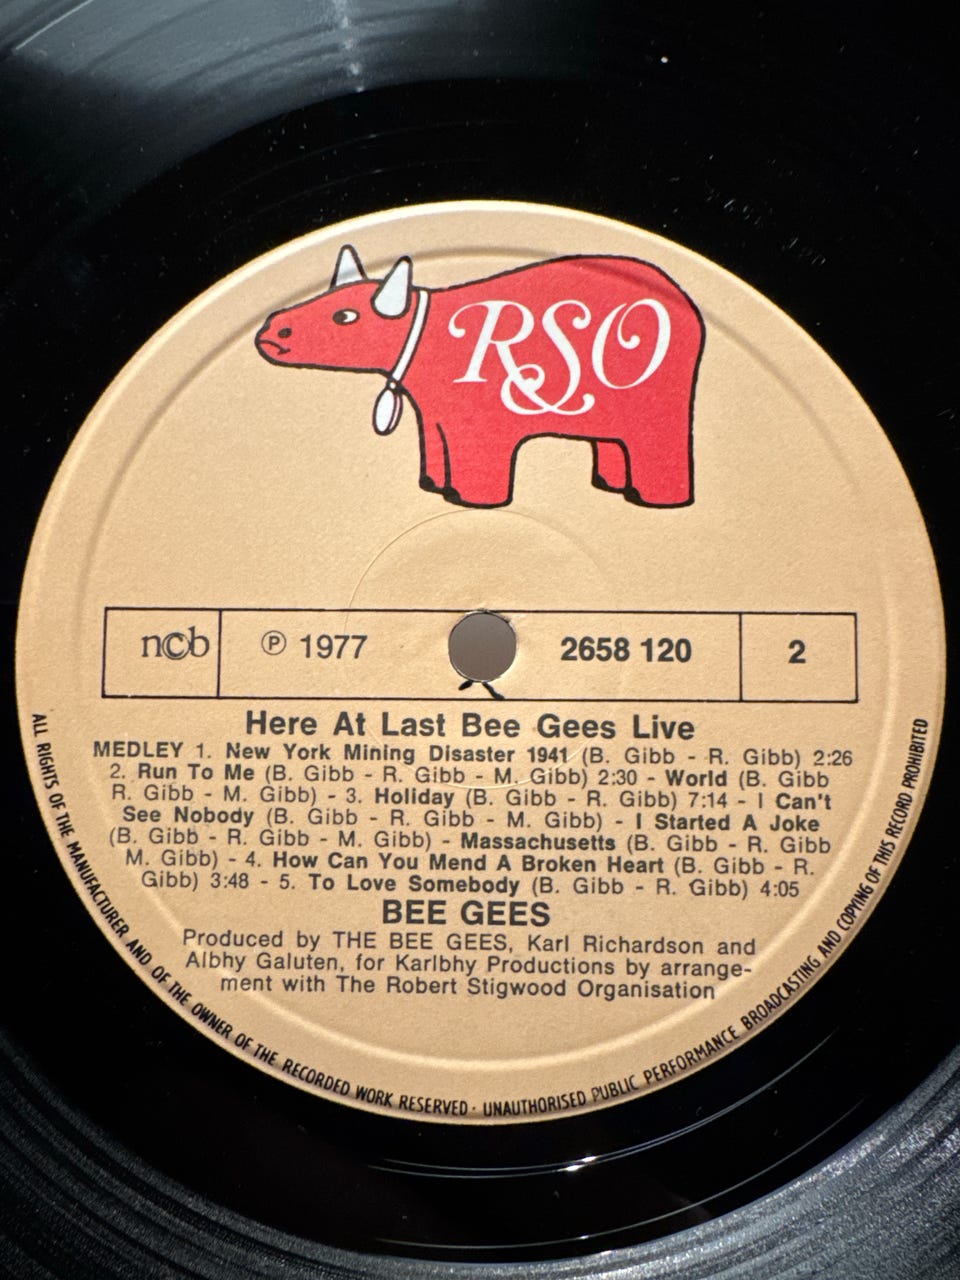 RSO
ncb ℗ 1977 2658 120 2
Here At Last Bee Gees Live
MEDLEY 1. New York Mining Disaster 1941 (B. Gibb - R. Gibb) 2:26
2. Run To Me (B. Gibb - R. Gibb - M. Gibb) 2:30 - World (B. Gibb
R. Gibb - M. Gibb) - 3. Holiday (B. Gibb - R. Gibb) 7:14 - I Can't
See Nobody (B. Gibb - R. Gibb - M. Gibb) - I Started A Joke
(B. Gibb - R. Gibb - M. Gibb) - Massachusetts (B. Gibb - R. Gibb
M. Gibb) - 4. How Can You Mend A Broken Heart (B. Gibb - R.
Gibb) 3:48 - 5. To Love Somebody (B. Gibb - R. Gibb) 4:05
BEE GEES
Produced by THE BEE GEES, Karl Richardson and
Albhy Galuten, for Karlbhy Productions by arrange-
ment with The Robert Stigwood Organisation
ALL RIGHTS OF THE MANUFACTURER AND OF THE OWNER OF THE RECORDED WORK RESERVED · UNAUTHORISED PUBLIC PERFORMANCE BROADCASTING AND COPYING OF THIS RECORD PROHIBITED